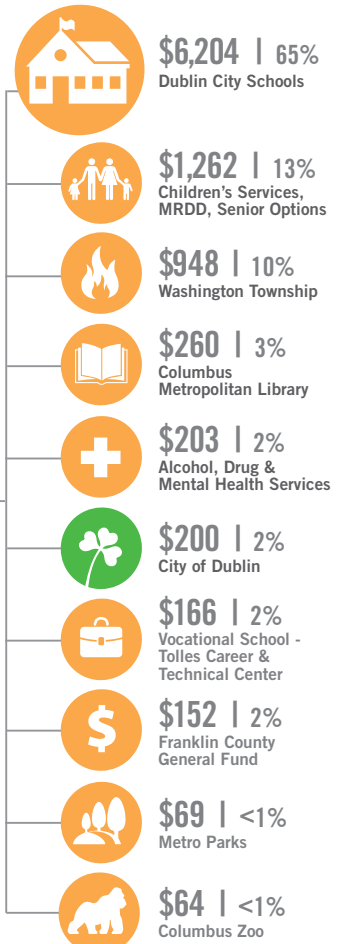 $6,204 | 65%
Dublin City Schools
$1,262 | 13%
Children's Services,
MRDD, Senior Options
$948 | 10%
Washington Township
$260 | 3%
Columbus
Metropolitan Library
$203 | 2%
Alcohol, Drug &
Mental Health Services
$200 | 2%
City of Dublin
$166 | 2%
Vocational School -
Tolles Career &
Technical Center
$152 | 2%
Franklin County
General Fund
$69 | <1%
Metro Parks
$64 | <1%
Columbus Zoo